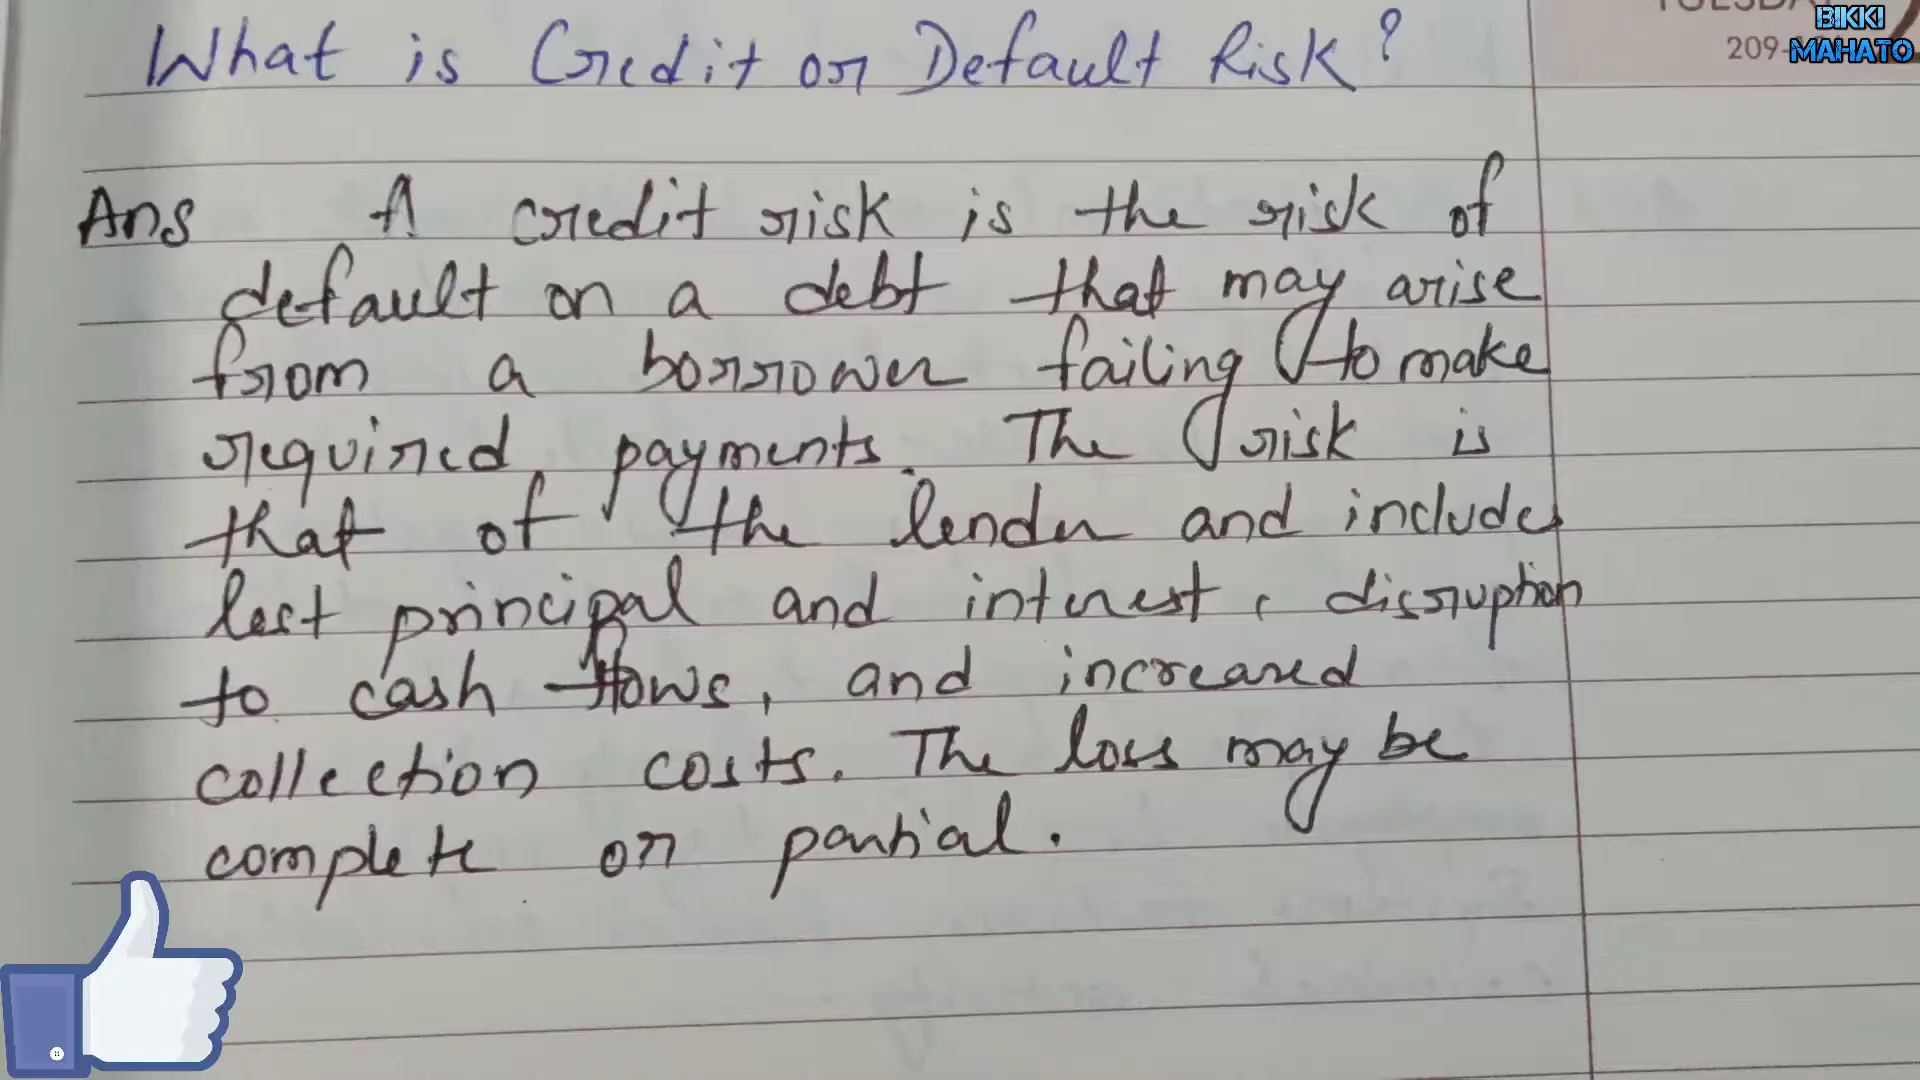 What is Credit or Default Risk?
TUESDA
209-
BIKKI
MAHATO
Ans A credit risk is the risk of
default on a debt that may arise
from a borrower failing to make
required payments. The risk is
that of the lender and includes
lost principal and interest, disruption
to cash flows, and increased
collection costs. The loss may be
complete or partial.